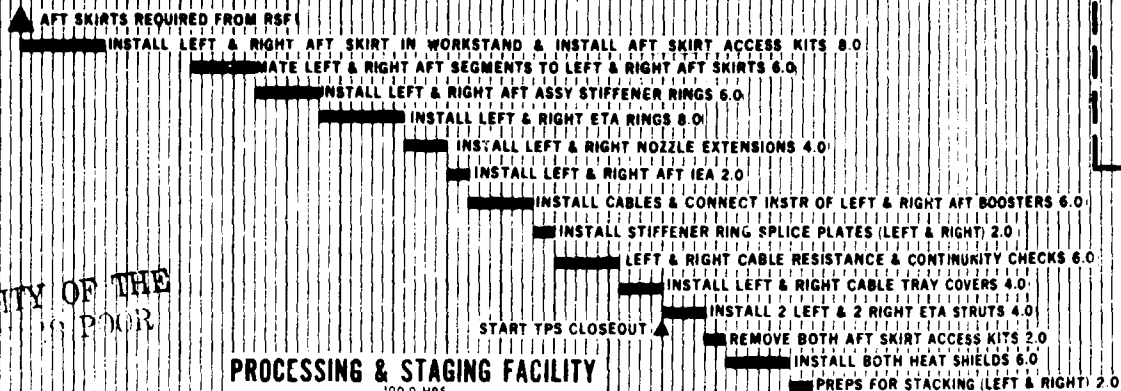 AFT SKIRTS REQUIRED FROM RSF
INSTALL LEFT & RIGHT AFT SKIRT IN WORKSTAND & INSTALL AFT SKIRT ACCESS KITS 8.0
MATE LEFT & RIGHT AFT SEGMENTS TO LEFT & RIGHT AFT SKIRTS 6.0
INSTALL LEFT & RIGHT AFT ASSY STIFFENER RINGS 6.0
INSTALL LEFT & RIGHT ETA RINGS 8.0
INSTALL LEFT & RIGHT NOZZLE EXTENSIONS 4.0
INSTALL LEFT & RIGHT AFT IEA 2.0
INSTALL CABLES & CONNECT INSTR OF LEFT & RIGHT AFT BOOSTERS 6.0
INSTALL STIFFENER RING SPLICE PLATES (LEFT & RIGHT) 2.0
LEFT & RIGHT CABLE RESISTANCE & CONTINUITY CHECKS 6.0
INSTALL LEFT & RIGHT CABLE TRAY COVERS 4.0
INSTALL 2 LEFT & 2 RIGHT ETA STRUTS 4.0
START TPS CLOSEOUT
REMOVE BOTH AFT SKIRT ACCESS KITS 2.0
INSTALL BOTH HEAT SHIELDS 6.0
PREPS FOR STACKING (LEFT & RIGHT) 2.0
ITY OF THE
POOR
PROCESSING & STAGING FACILITY
100.0 HRS